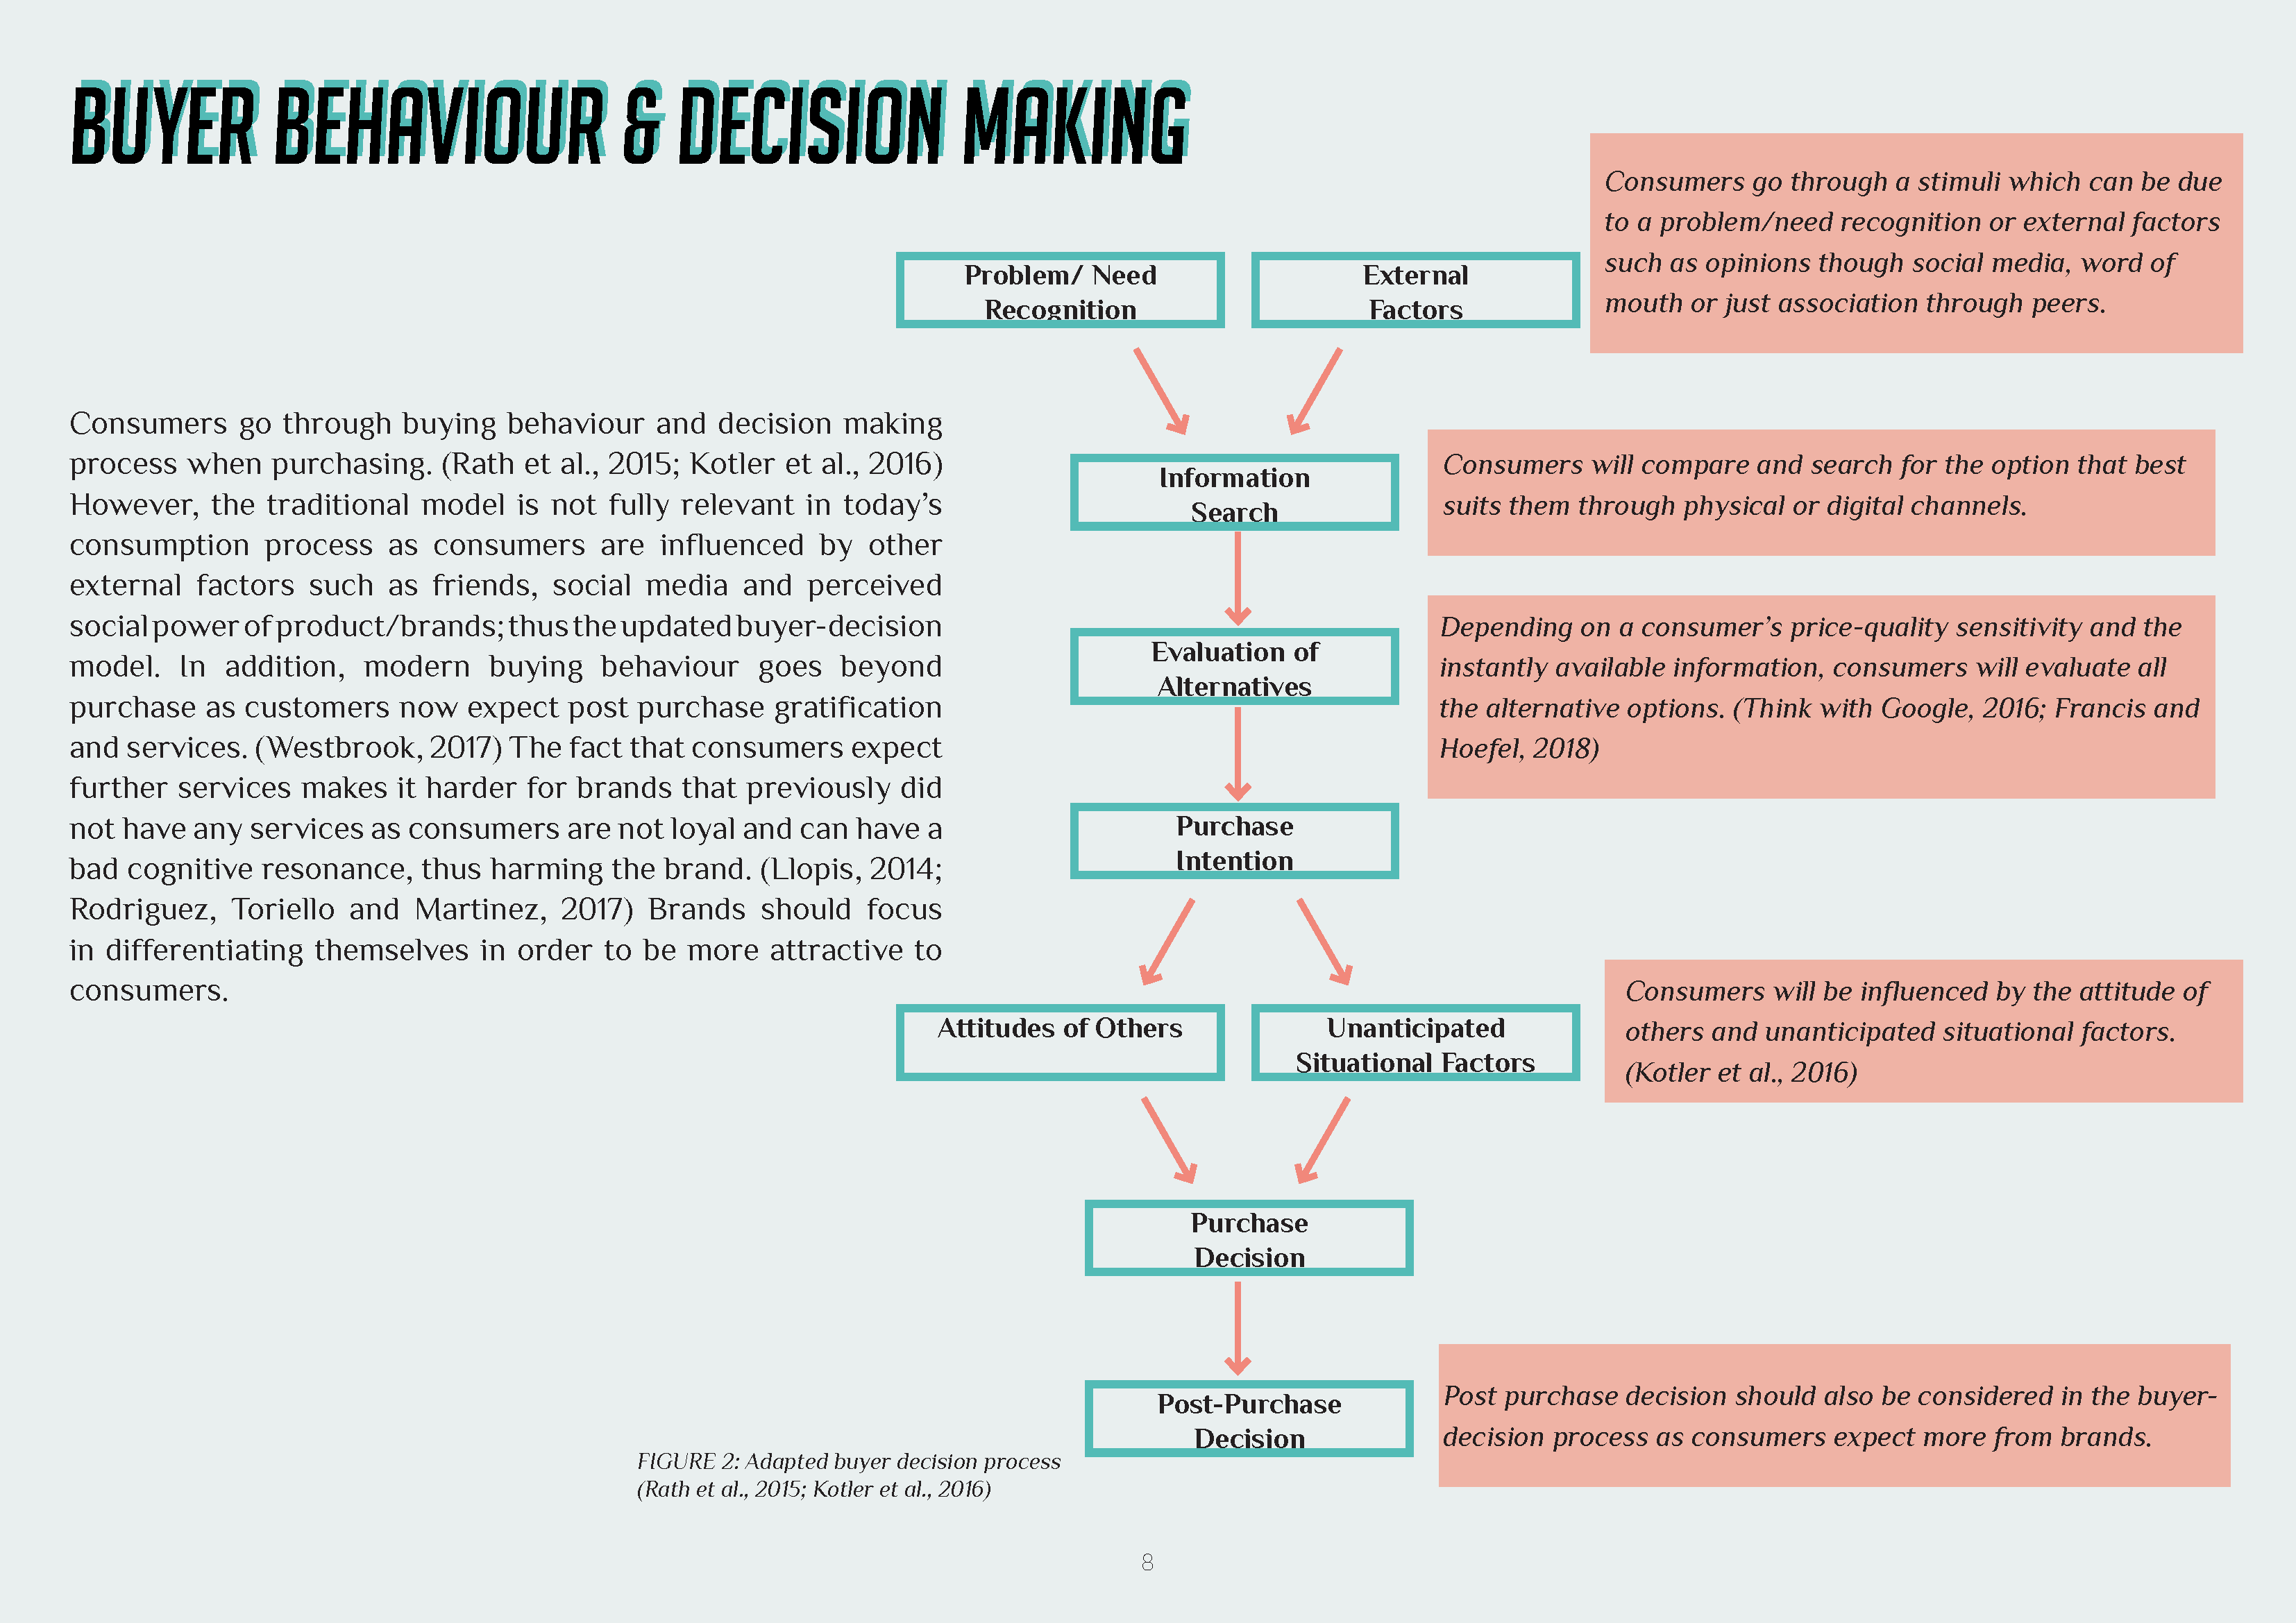 BUYER BEHAVIOUR & DECISION MAKING
Consumers go through buying behaviour and decision making
process when purchasing. (Rath et al., 2015; Kotler et al., 2016)
However, the traditional model is not fully relevant in today’s
consumption process as consumers are influenced by other
external factors such as friends, social media and perceived
social power of product/brands; thus the updated buyer-decision
model. In addition, modern buying behaviour goes beyond
purchase as customers now expect post purchase gratification
and services. (Westbrook, 2017) The fact that consumers expect
further services makes it harder for brands that previously did
not have any services as consumers are not loyal and can have a
bad cognitive resonance, thus harming the brand. (Llopis, 2014;
Rodriguez, Toriello and Martinez, 2017) Brands should focus
in differentiating themselves in order to be more attractive to
consumers.
Problem/ Need
Recognition
External
Factors
Consumers go through a stimuli which can be due
to a problem/need recognition or external factors
such as opinions though social media, word of
mouth or just association through peers.
Information
Search
Consumers will compare and search for the option that best
suits them through physical or digital channels.
Evaluation of
Alternatives
Depending on a consumer’s price-quality sensitivity and the
instantly available information, consumers will evaluate all
the alternative options. (Think with Google, 2016; Francis and
Hoefel, 2018)
Purchase
Intention
Attitudes of Others
Unanticipated
Situational Factors
Consumers will be influenced by the attitude of
others and unanticipated situational factors.
(Kotler et al., 2016)
Purchase
Decision
Post-Purchase
Decision
Post purchase decision should also be considered in the buyer-
decision process as consumers expect more from brands.
FIGURE 2: Adapted buyer decision process
(Rath et al., 2015; Kotler et al., 2016)
8